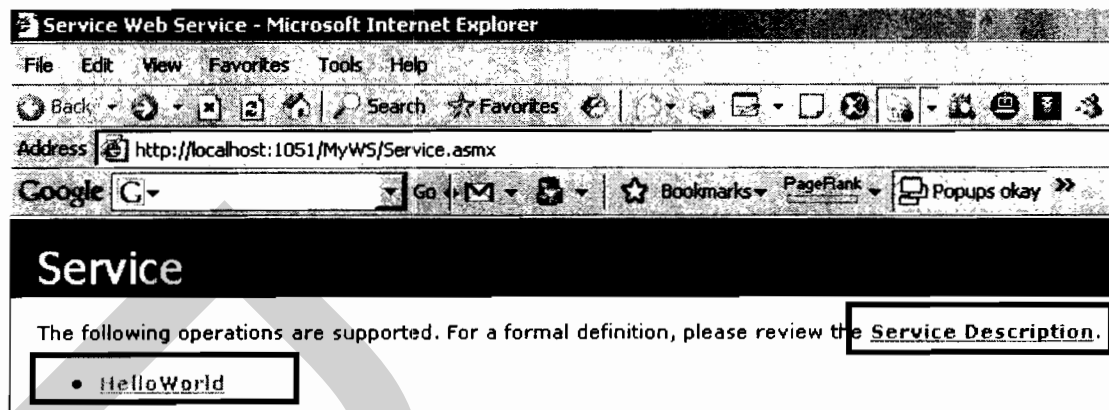 Service Web Service - Microsoft Internet Explorer
File Edit View Favorites Tools Help
Back Search Favorites
Address http://localhost:1051/MyWS/Service.asmx
Google G Go Bookmarks PageRank Popups okay »
Service
The following operations are supported. For a formal definition, please review the Service Description.
• HelloWorld